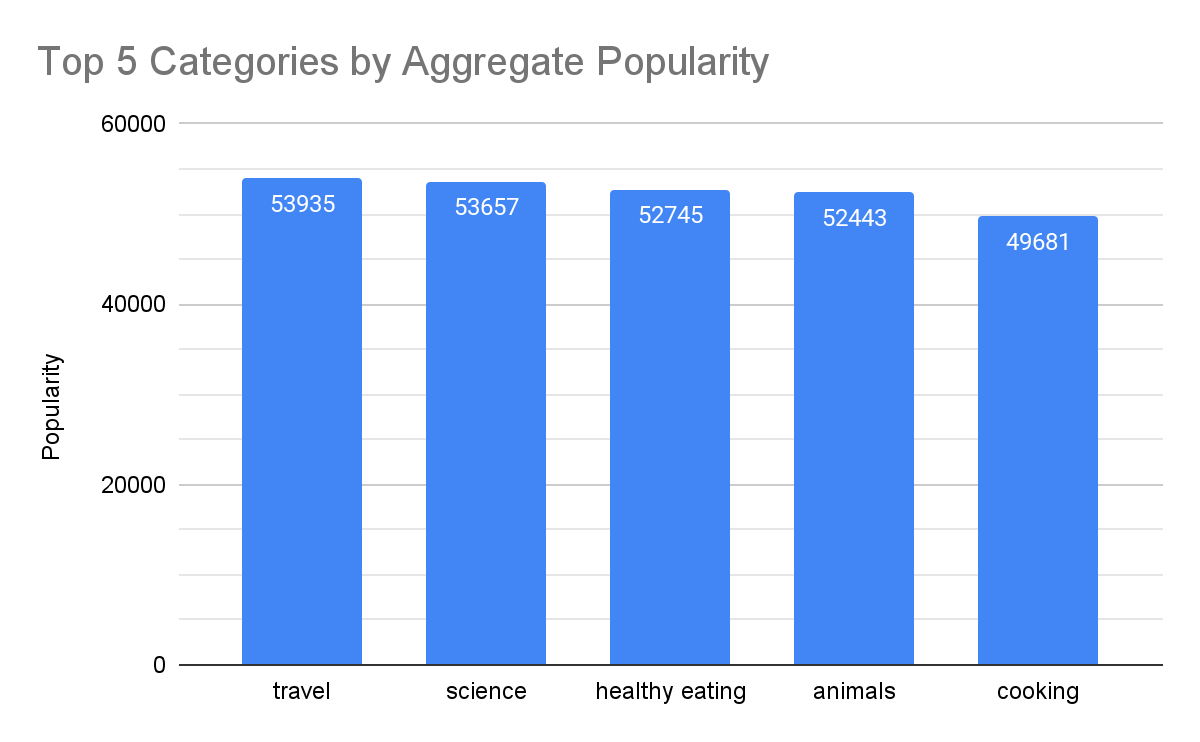 Top 5 Categories by Aggregate Popularity
60000
40000
20000
0
Popularity
53935
53657
52745
52443
49681
travel
science
healthy eating
animals
cooking